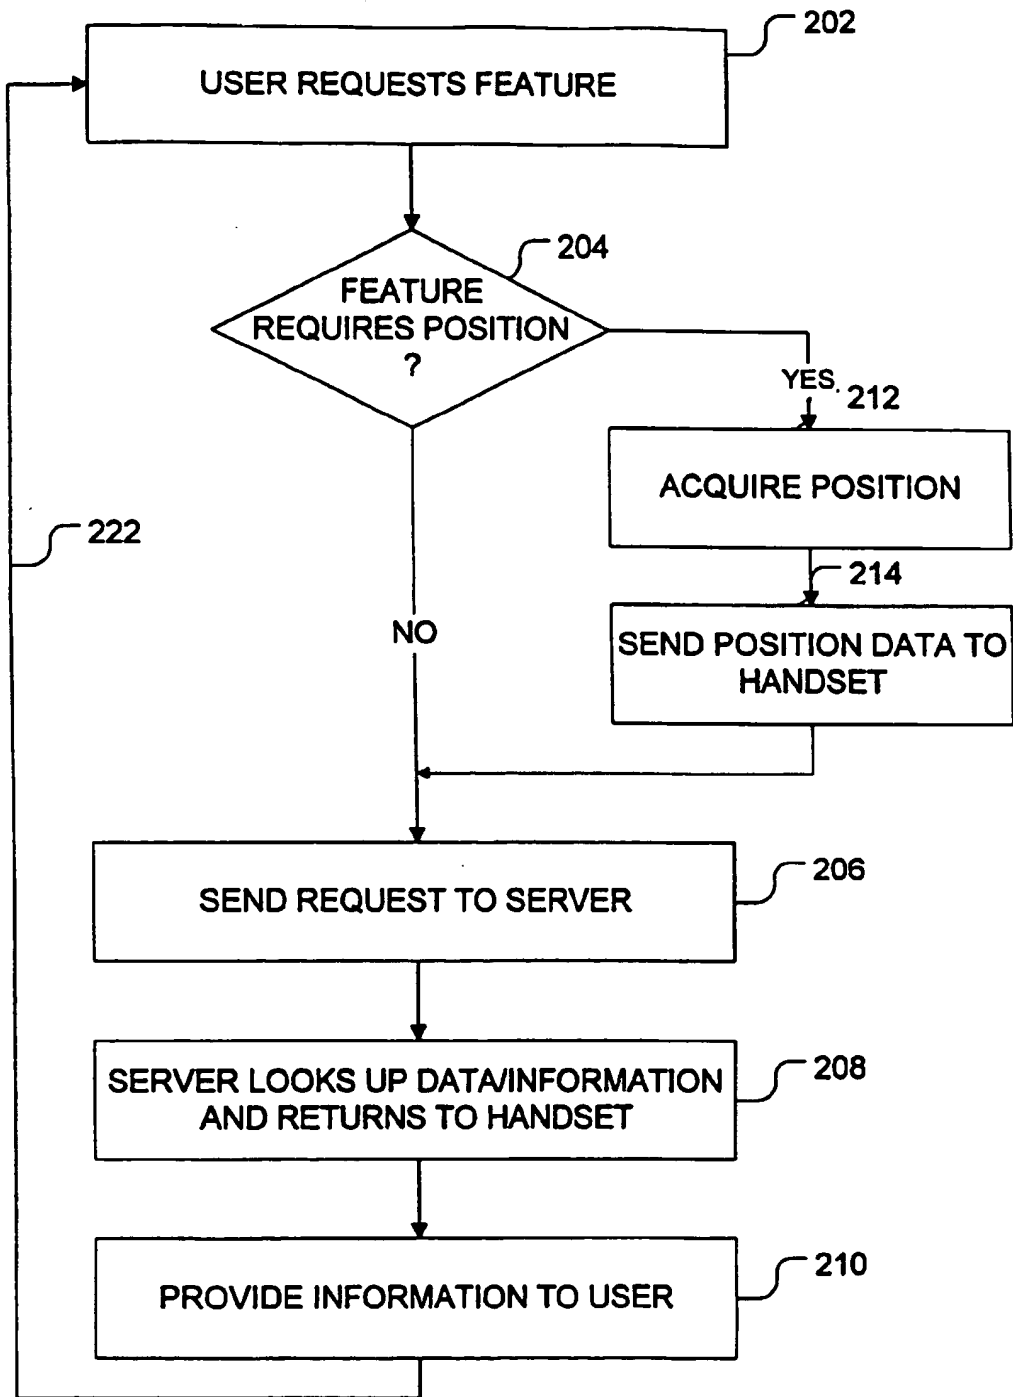 202
USER REQUESTS FEATURE
204
FEATURE
REQUIRES POSITION
?
YES.
212
ACQUIRE POSITION
222
214
NO
SEND POSITION DATA TO
HANDSET
206
SEND REQUEST TO SERVER
208
SERVER LOOKS UP DATA/INFORMATION
AND RETURNS TO HANDSET
210
PROVIDE INFORMATION TO USER